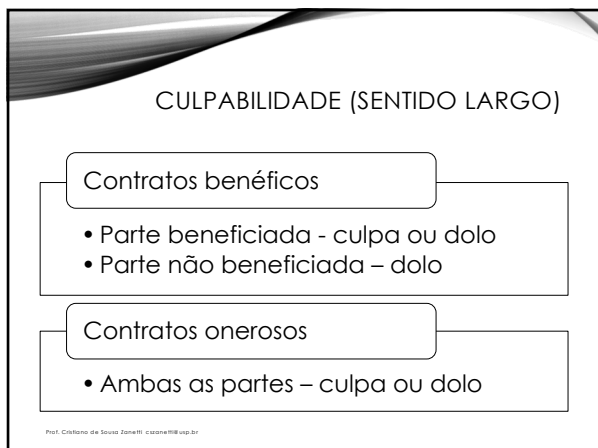 CULPABILIDADE (SENTIDO LARGO)
Contratos benéficos
• Parte beneficiada - culpa ou dolo
• Parte não beneficiada – dolo
Contratos onerosos
• Ambas as partes – culpa ou dolo
Prof. Cristiano de Sousa Zanetti cszanetti@usp.br